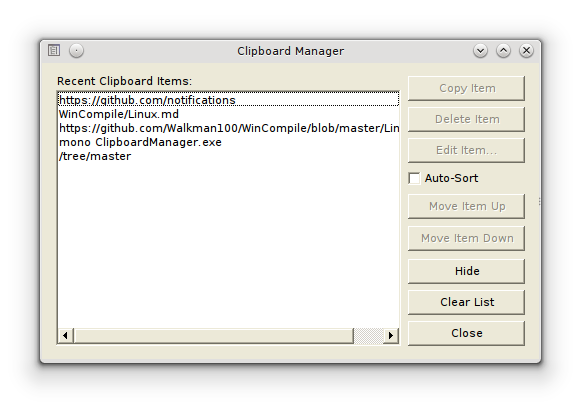 Clipboard Manager
Recent Clipboard Items:
https://github.com/notifications
WinCompile/Linux.md
https://github.com/Walkman100/WinCompile/blob/master/Lin
mono ClipboardManager.exe
/tree/master
Copy Item
Delete Item
Edit Item...
Auto-Sort
Move Item Up
Move Item Down
Hide
Clear List
Close